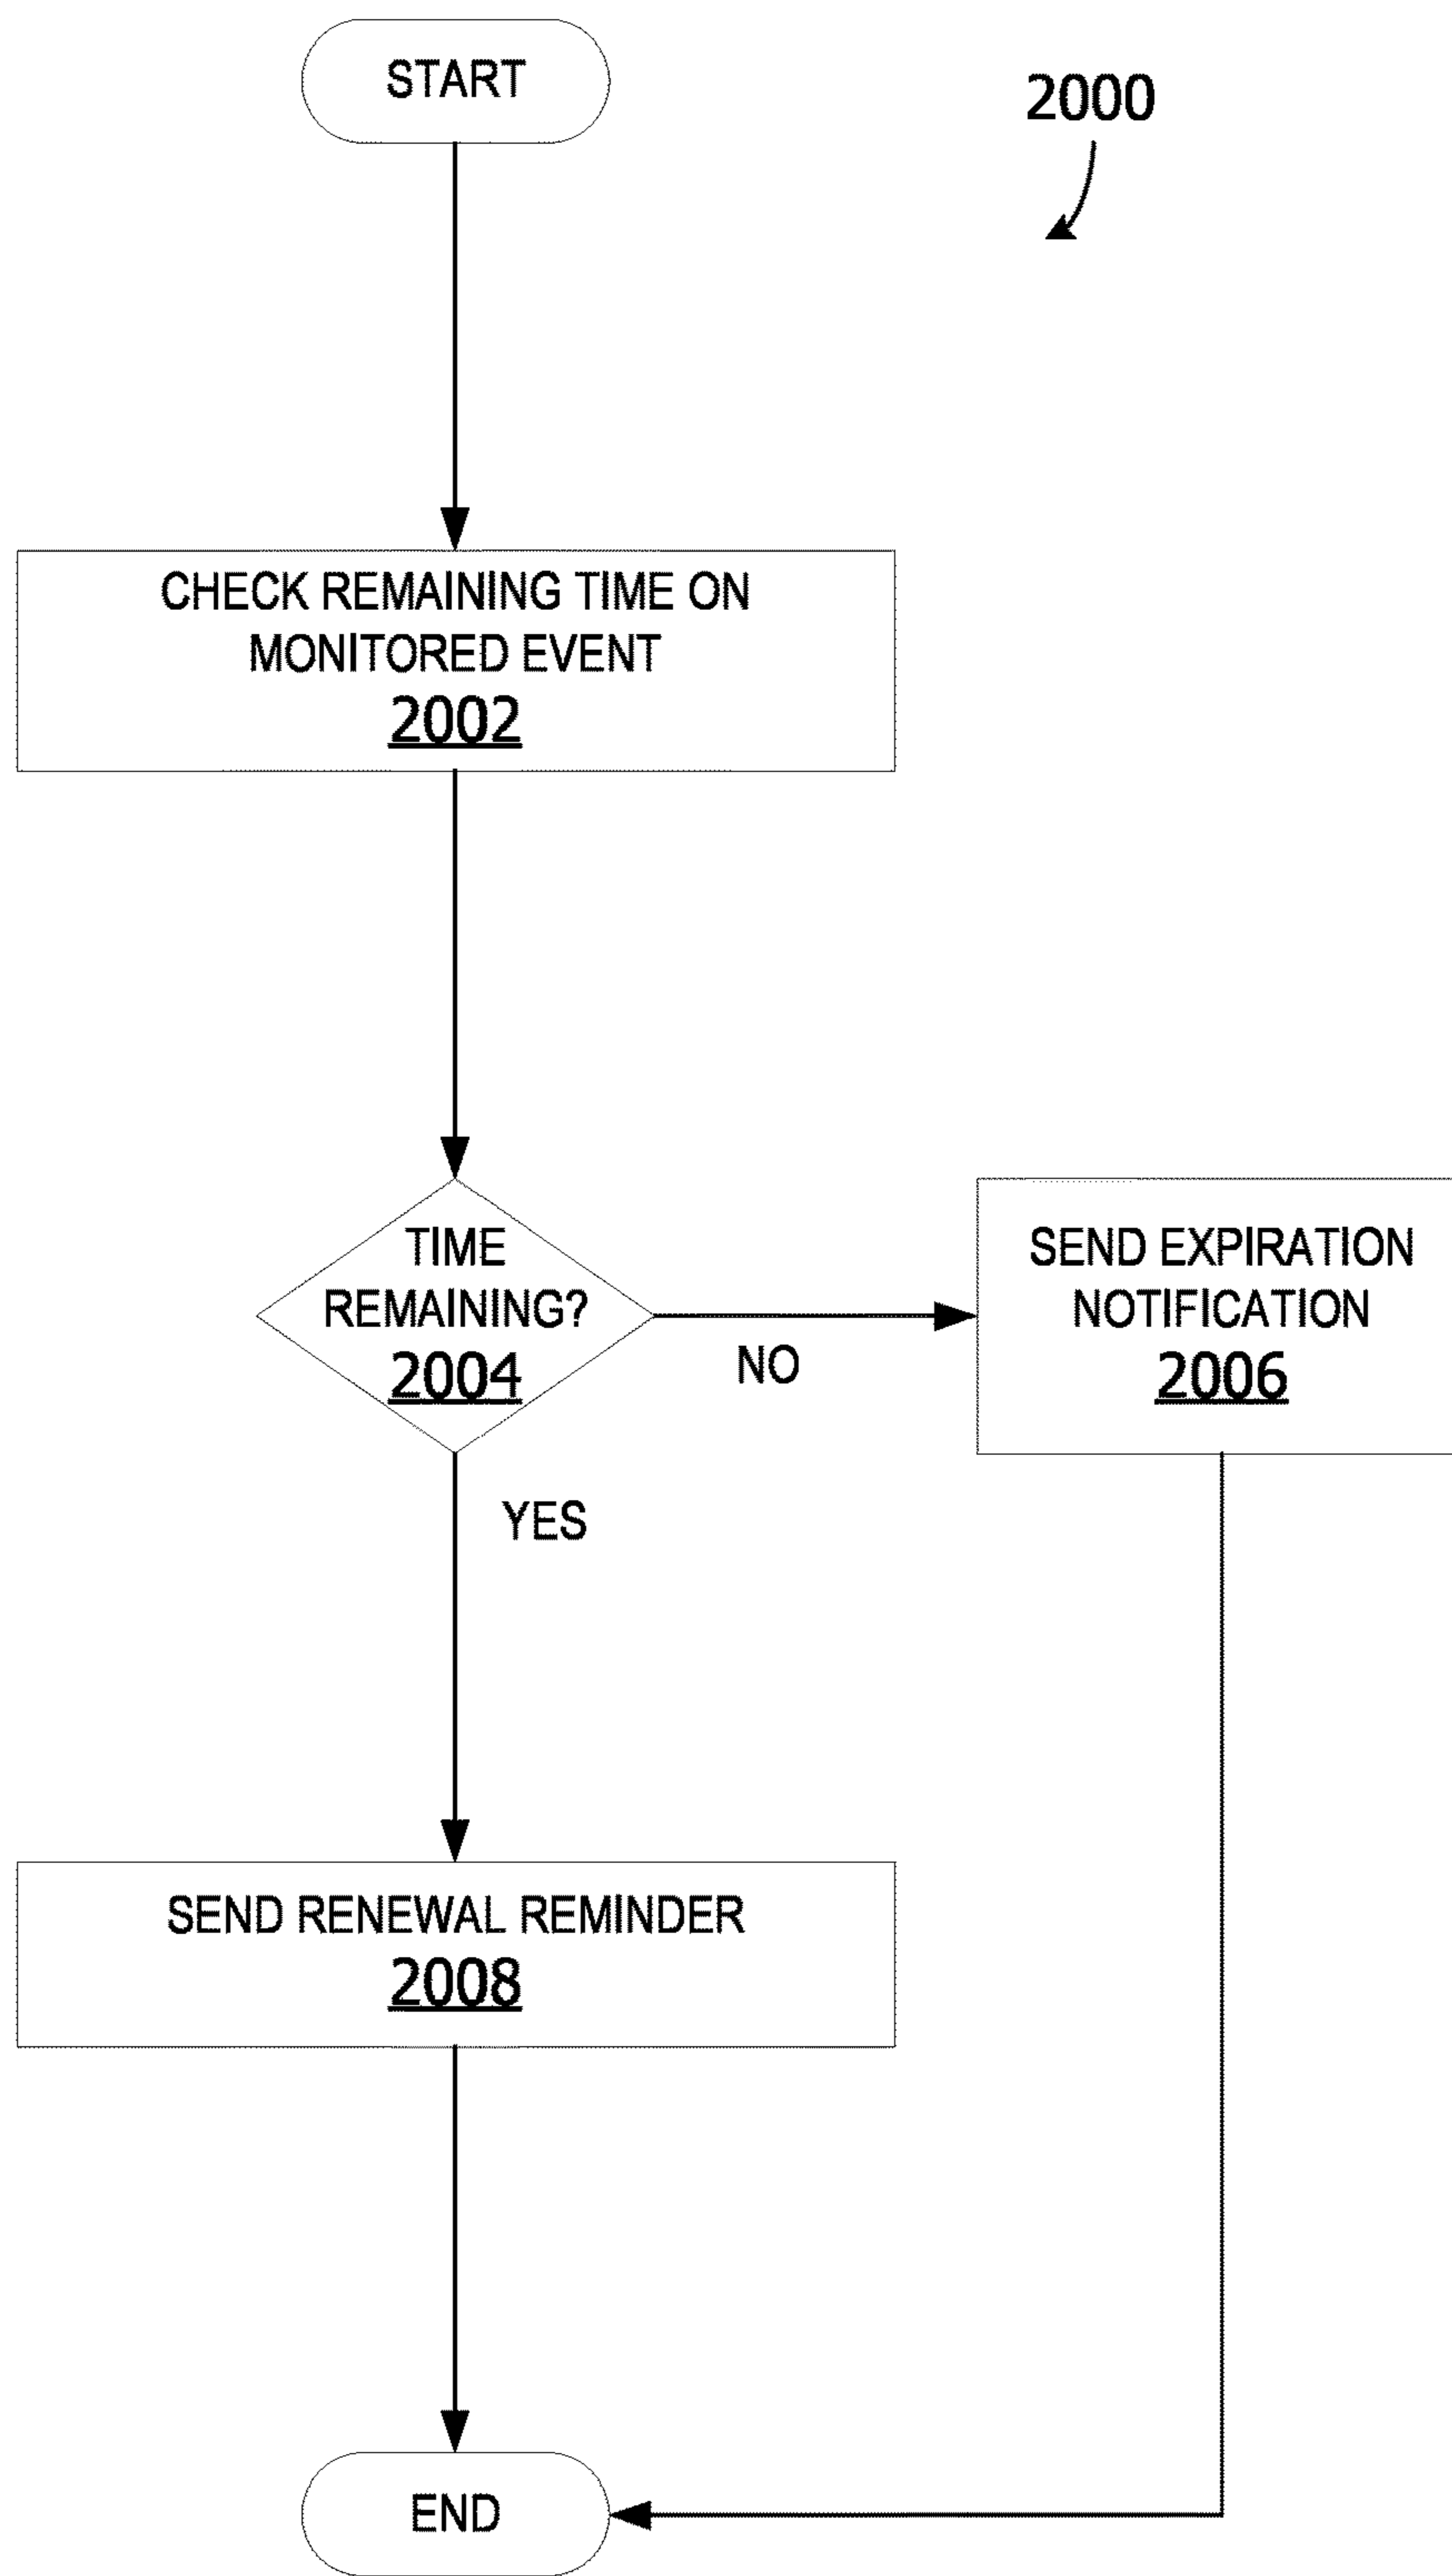 START
2000
CHECK REMAINING TIME ON
MONITORED EVENT
2002
TIME
REMAINING?
2004
NO
SEND EXPIRATION
NOTIFICATION
2006
YES
SEND RENEWAL REMINDER
2008
END